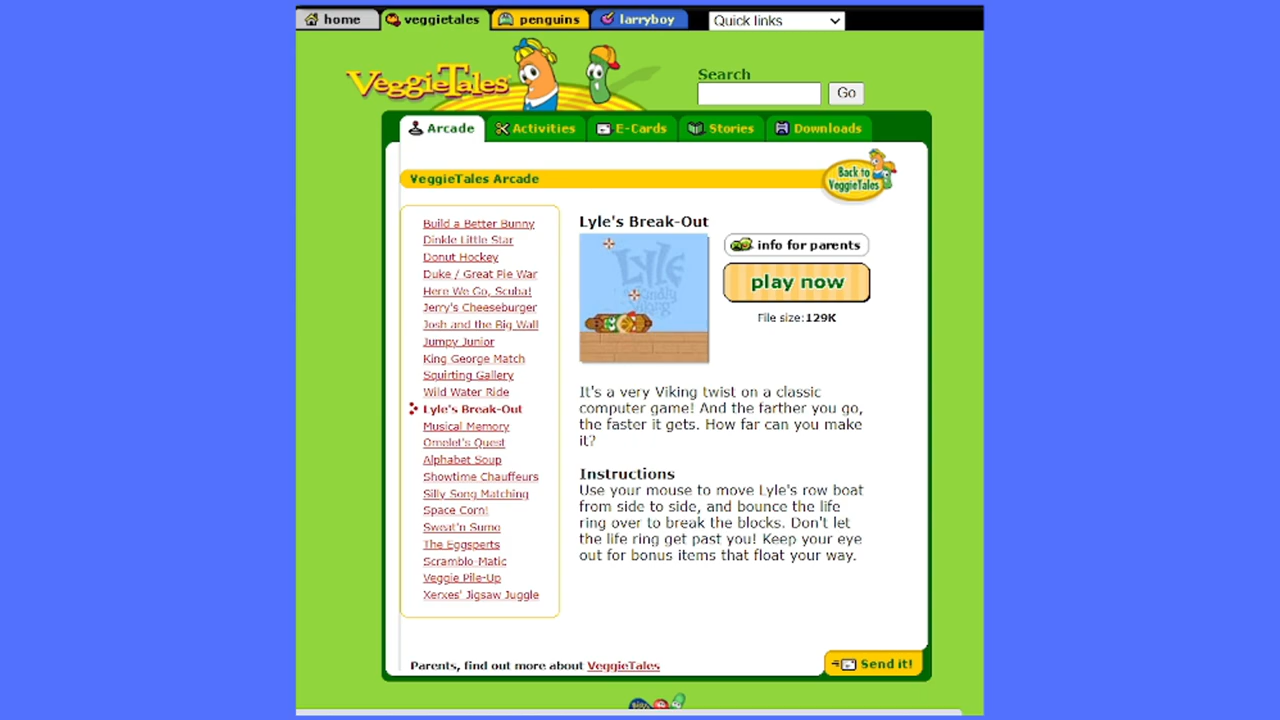 home
veggietales
penguins
larryboy
Quick links
VeggieTales
Search
Go
Arcade
Activities
E-Cards
Stories
Downloads
VeggieTales Arcade
Back to
VeggieTales
Build a Better Bunny
Dinkle Little Star
Donut Hockey
Duke / Great Pie War
Here We Go, Scuba!
Jerry's Cheeseburger
Josh and the Big Wall
Jumpy Junior
King George Match
Squirting Gallery
Wild Water Ride
Lyle's Break-Out
Musical Memory
Omelet's Quest
Alphabet Soup
Showtime Chauffeurs
Silly Song Matching
Space Corn!
Sweat'n Sumo
The Eggsperts
Scramblo-Matic
Veggie Pile-Up
Xerxes' Jigsaw Juggle
Lyle's Break-Out
LYLE
Viking
info for parents
play now
File size:129K
It's a very Viking twist on a classic
computer game! And the farther you go,
the faster it gets. How far can you make
it?
Instructions
Use your mouse to move Lyle's row boat
from side to side, and bounce the life
ring over to break the blocks. Don't let
the life ring get past you! Keep your eye
out for bonus items that float your way.
Parents, find out more about VeggieTales
Send it!